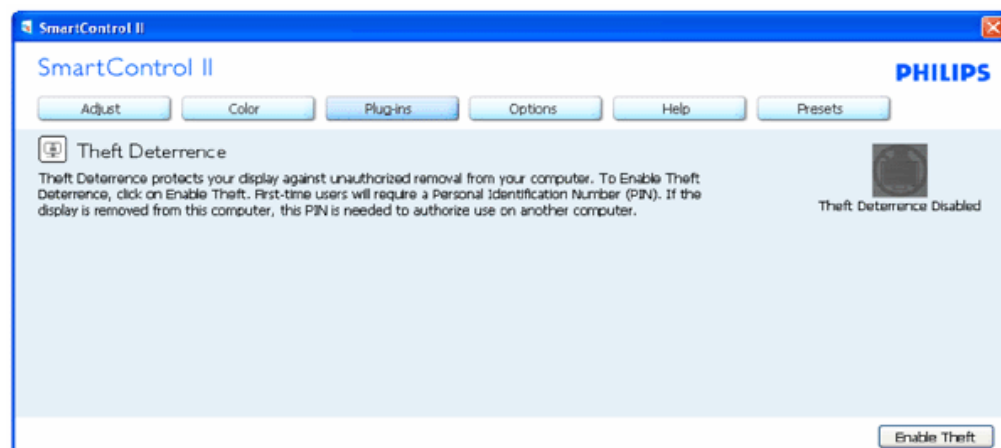 SmartControl II
SmartControl II
PHILIPS
Adjust Color Plug-ins Options Help Presets
Theft Deterrence
Theft Deterrence protects your display against unauthorized removal from your computer. To Enable Theft
Deterrence, click on Enable Theft. First-time users will require a Personal Identification Number (PIN). If the
display is removed from this computer, this PIN is needed to authorize use on another computer.
Theft Deterrence Disabled
Enable Theft